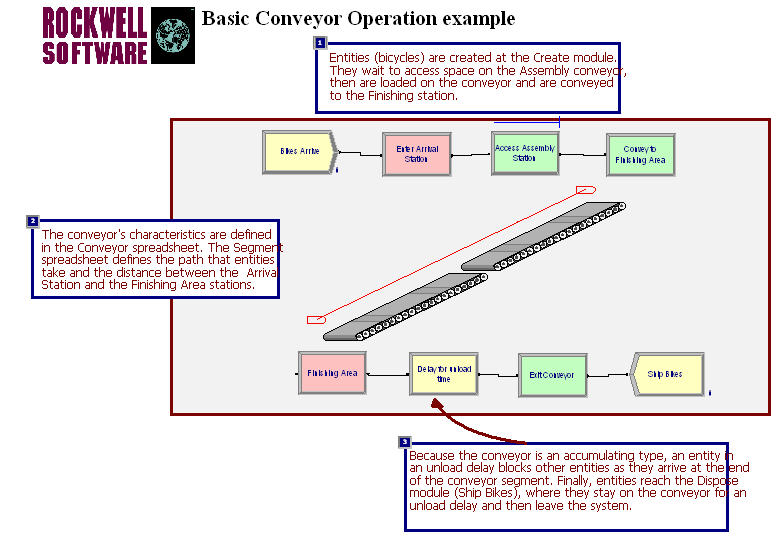 ROCKWELL
SOFTWARE
Basic Conveyor Operation example
1
Entities (bicycles) are created at the Create module.
They wait to access space on the Assembly conveyor,
then are loaded on the conveyor and are conveyed
to the Finishing station.
Bikes Arrive
Enter Arrival
Station
Access Assembly
Station
Convey to
Finishing Area
2
The conveyor's characteristics are defined
in the Conveyor spreadsheet. The Segment
spreadsheet defines the path that entities
take and the distance between the Arrival
Station and the Finishing Area stations.
Finishing Area
Delay for unload
time
Exit Conveyor
Ship Bikes
3
Because the conveyor is an accumulating type, an entity in
an unload delay blocks other entities as they arrive at the end
of the conveyor segment. Finally, entities reach the Dispose
module (Ship Bikes), where they stay on the conveyor for an
unload delay and then leave the system.